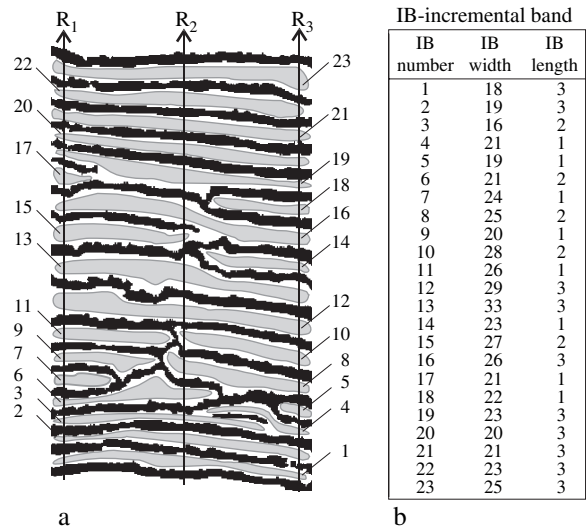 R1 R2 R3
22
20
17
15
13
11
9
7
6
3
2
23
21
19
18
16
14
12
10
8
5
4
1
a
IB-incremental band
IB number IB width IB length
1 18 3
2 19 3
3 16 2
4 21 1
5 19 1
6 21 2
7 24 1
8 25 2
9 20 1
10 28 2
11 26 1
12 29 3
13 33 3
14 23 1
15 27 2
16 26 3
17 21 1
18 22 1
19 23 3
20 20 3
21 21 3
22 23 3
23 25 3
b